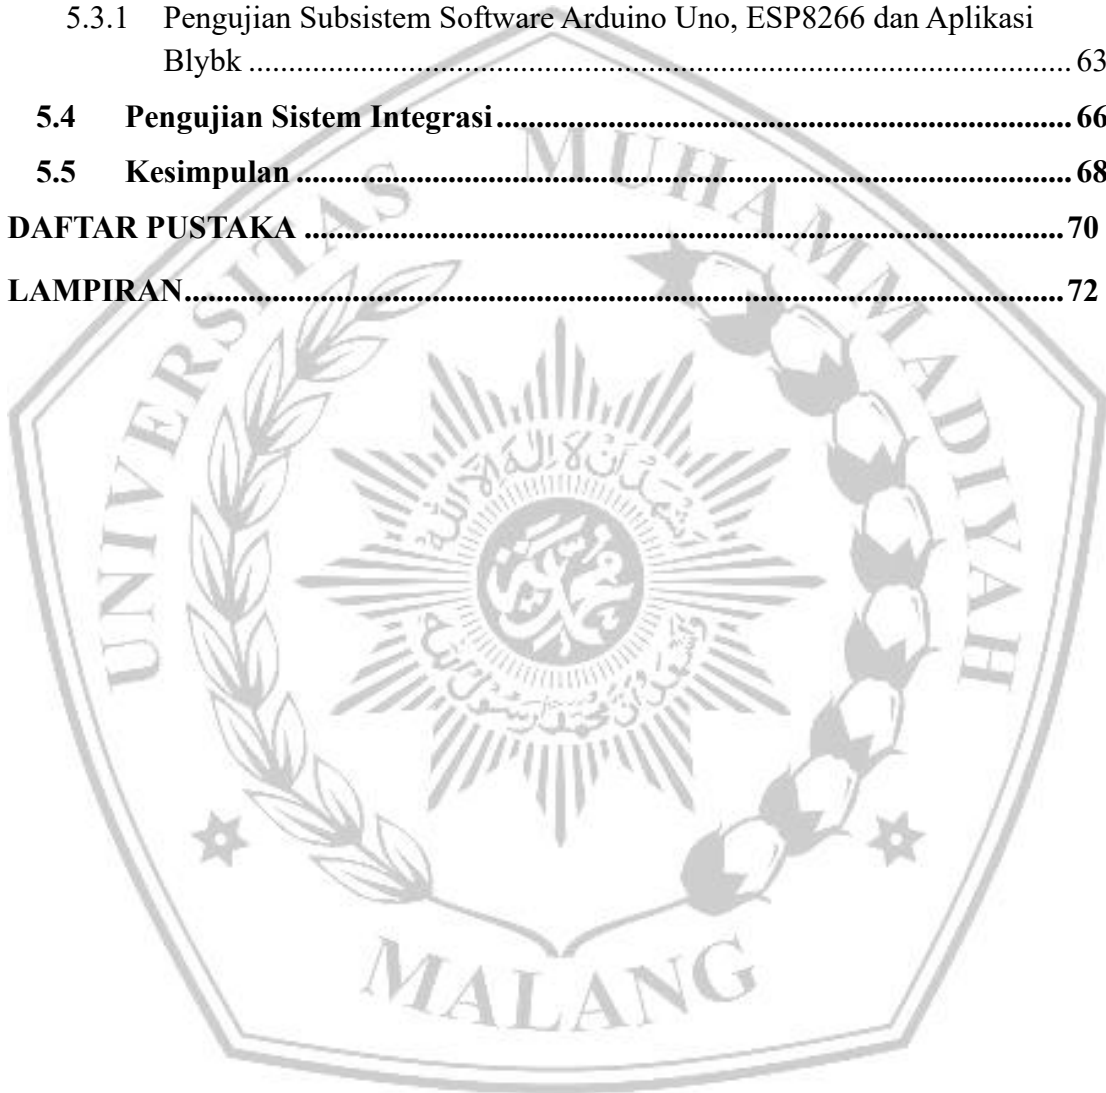 5.3.1 Pengujian Subsistem Software Arduino Uno, ESP8266 dan Aplikasi
Blybk ........................................................................................................ 63
5.4 Pengujian Sistem Integrasi ........................................................................ 66
5.5 Kesimpulan ................................................................................................. 68
DAFTAR PUSTAKA ................................................................................................ 70
LAMPIRAN ............................................................................................................... 72
UNIVERSITAS MUHAMMADIYAH
MALANG